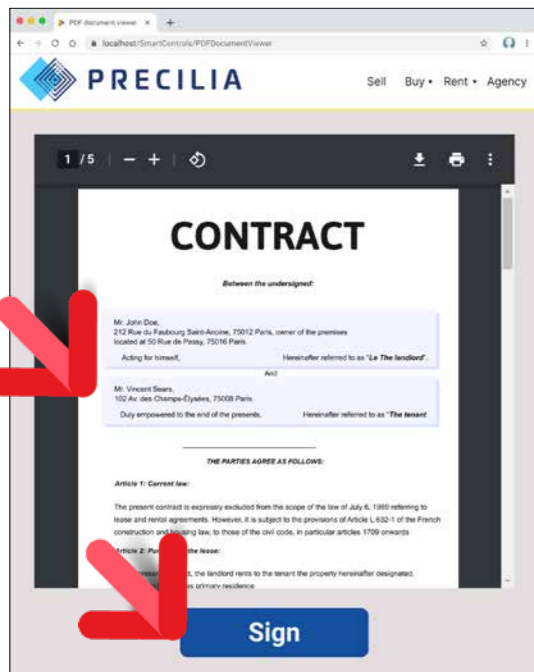 PDF document viewer × +
localhost/SmartControls/PDFDocumentViewer
PRECILIA
Sell Buy Rent Agency
1 /5 − +
CONTRACT
Between the undersigned:
Mr. John Doe,
212 Rue du Faubourg Saint-Anoine, 75012 Paris, owner of the premises
located at 50 Rue de Passy, 75016 Paris.
Acting for himself, Hereinafter referred to as "Le The landlord".
And
Mr. Vincent Sears,
102 Av. des Champs-Élysées, 75008 Paris.
Duly empowered to the end of the presents. Hereinafter referred to as "The tenant
THE PARTIES AGREE AS FOLLOWS:
Article 1: Current law:
The present contract is expressly excluded from the scope of the law of July 6, 1989 referring to
lease and rental agreements. However, it is subject to the provisions of Article L.632-1 of the French
construction and housing law, to those of the civil code, in particular articles 1709 onwards
Article 2: the lease:
the landlord rents to the tenant the property hereinafter designated.
primary residence
Sign